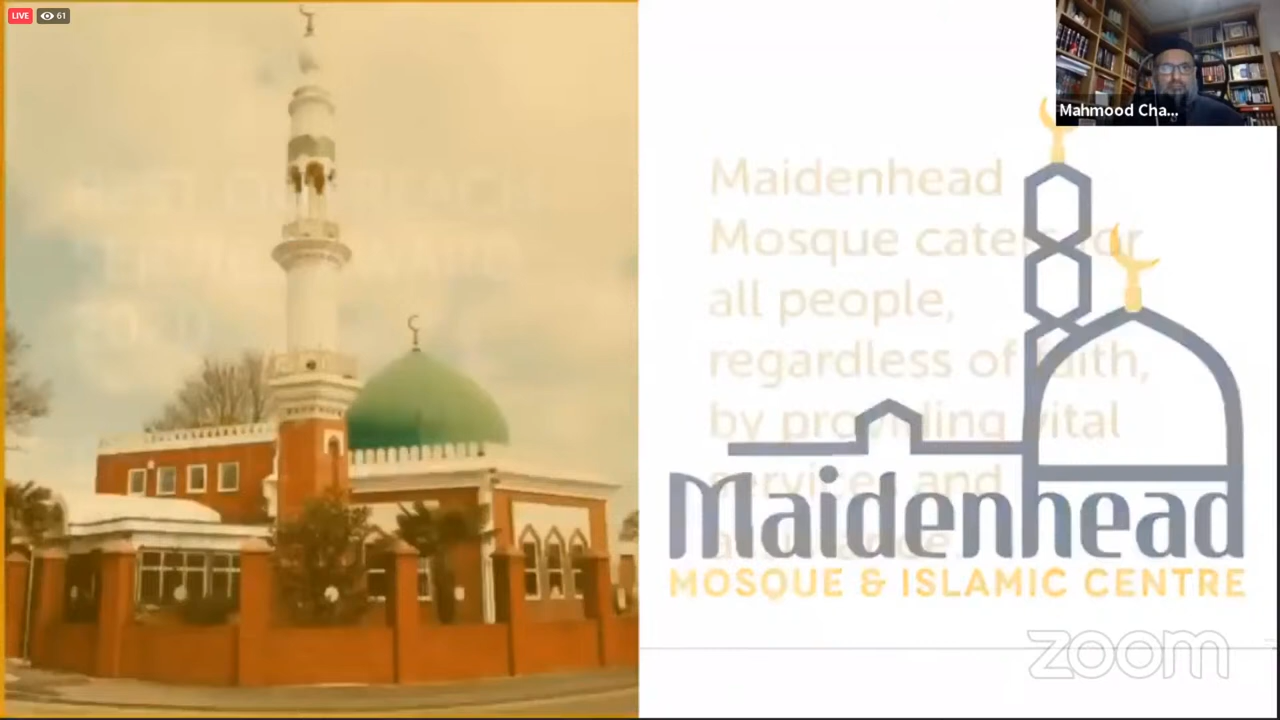 LIVE 61
Mahmood Cha...
Maidenhead
Mosque caters for
all people,
regardless of faith,
by providing vital
services and
assistance.
Maidenhead
MOSQUE & ISLAMIC CENTRE
zoom